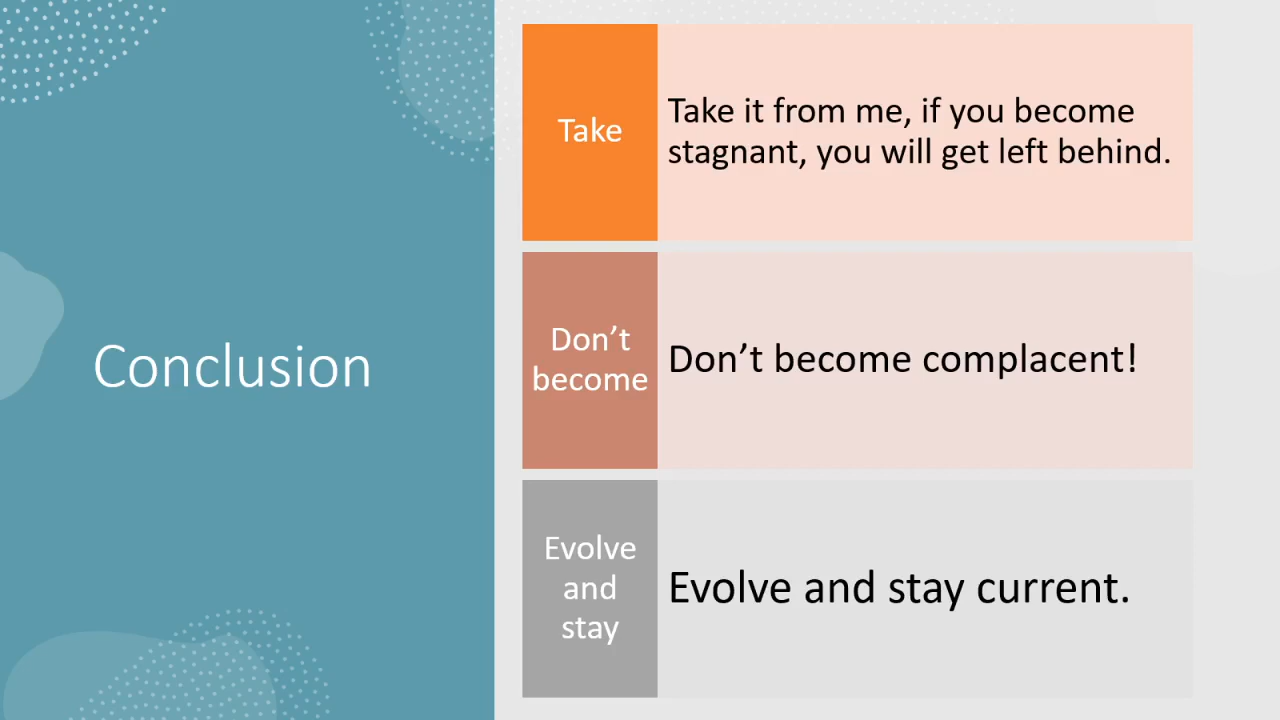 Conclusion
Take
Take it from me, if you become
stagnant, you will get left behind.
Don’t
become
Don’t become complacent!
Evolve
and
stay
Evolve and stay current.